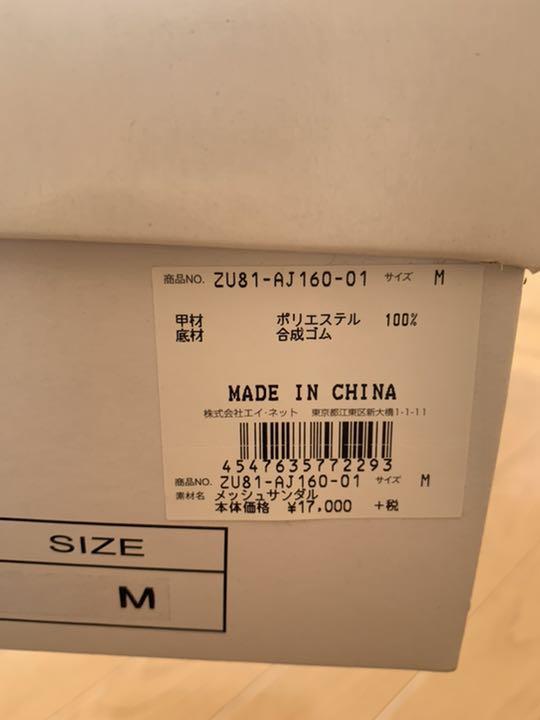 商品NO. ZU81-AJ160-01 サイズ M
甲材 ポリエステル 100%
底材 合成ゴム
MADE IN CHINA
株式会社エイ・ネット 東京都江東区新大橋1-1-11
4547635772293
商品NO. ZU81-AJ160-01 サイズ M
素材名 メッシュサンダル
本体価格 ¥17,000 +税
SIZE
M